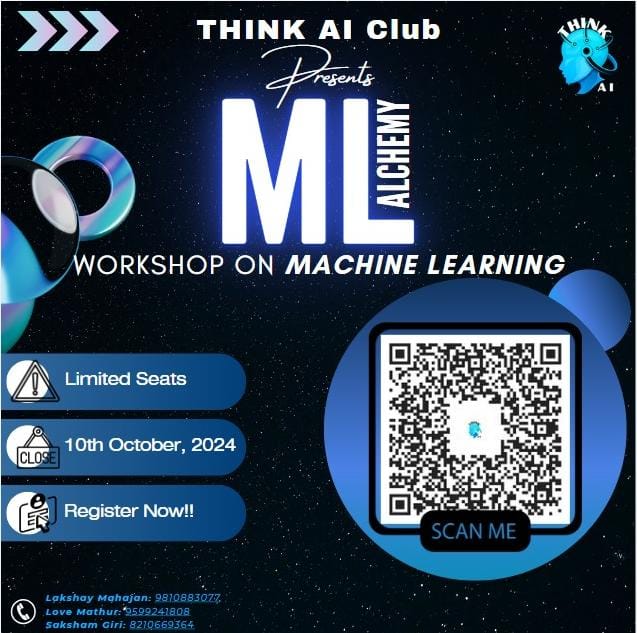 THINK AI Club
THINK
AI
Presents
ML
ALCHEMY
WORKSHOP ON MACHINE LEARNING
Limited Seats
CLOSE
10th October, 2024
Register Now!!
SCAN ME
Lakshay Mahajan: 9810883077
Love Mathur: 9599241808
Saksham Giri: 8210669364